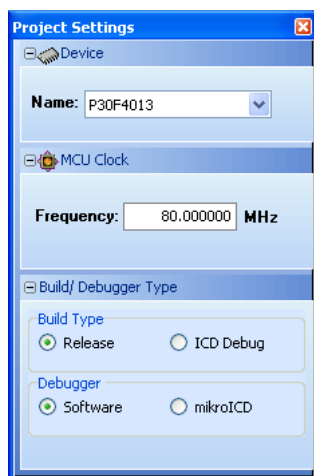 Project Settings
Device
Name: P30F4013
MCU Clock
Frequency: 80.000000 MHz
Build/ Debugger Type
Build Type
Release ICD Debug
Debugger
Software mikroICD